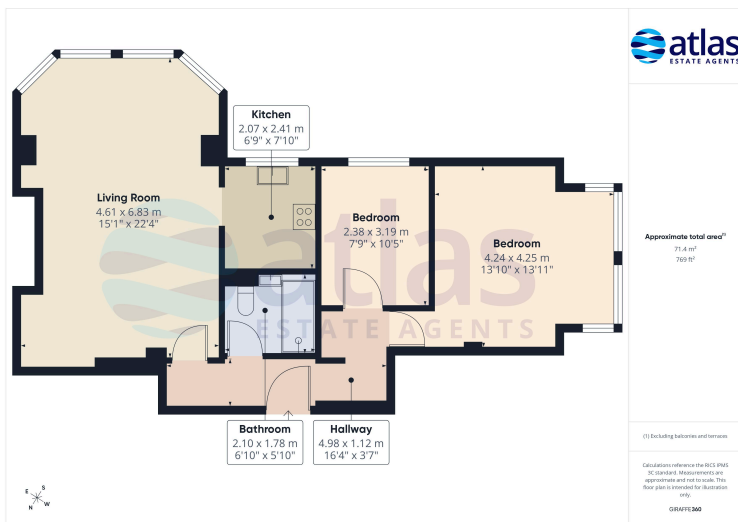 atlas
ESTATE AGENTS
Kitchen
2.07 x 2.41 m
6'9" x 7'10"
Living Room
4.61 x 6.83 m
15'1" x 22'4"
Bedroom
2.38 x 3.19 m
7'9" x 10'5"
Bedroom
4.24 x 4.25 m
13'10" x 13'11"
atlas
ESTATE AGENTS
Bathroom
2.10 x 1.78 m
6'10" x 5'10"
Hallway
4.98 x 1.12 m
16'4" x 3'7"
Approximate total area(1)
71.4 m²
769 ft²
(1) Excluding balconies and terraces
Calculations reference the RICS IPMS
3C standard. Measurements are
approximate and not to scale. This
floor plan is intended for illustration
only.
GIRAFFE360
E S
N W